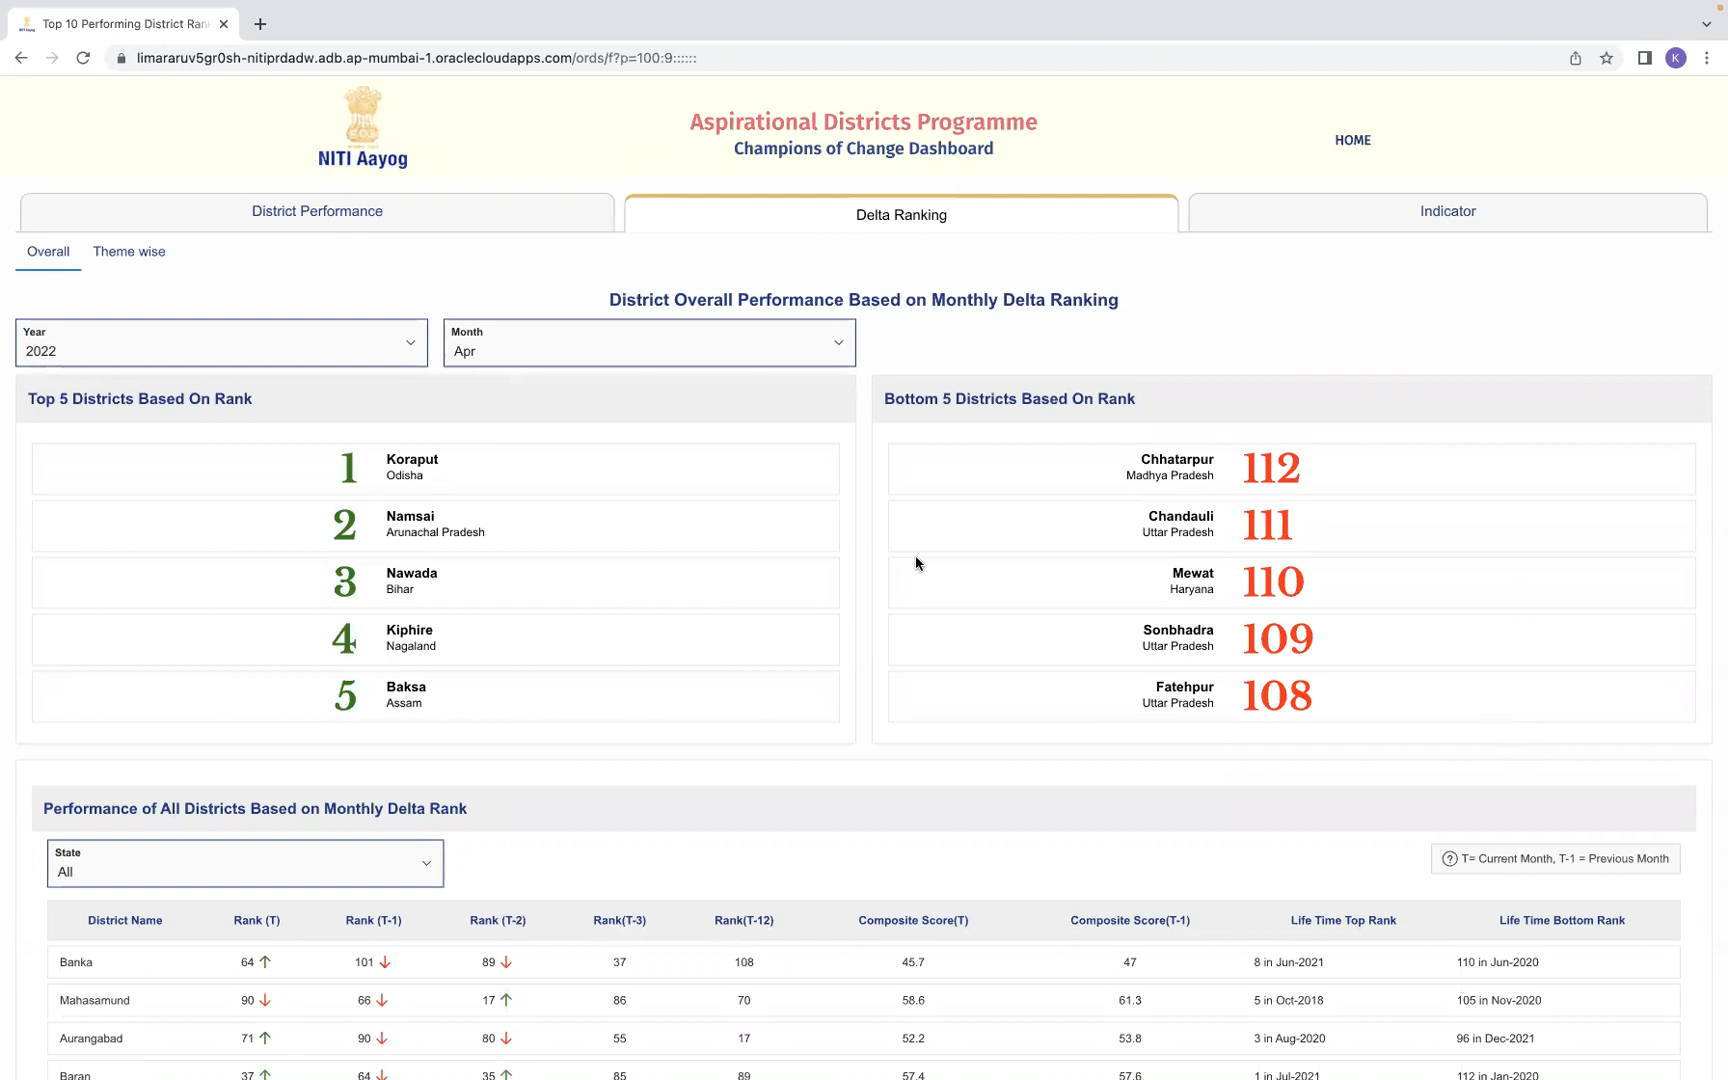 Top 10 Performing District Ran
limararuv5gr0sh-nitiprdadw.adb.ap-mumbai-1.oraclecloudapps.com/ords/f?p=100:9::::::
K
NITI Aayog
Aspirational Districts Programme
Champions of Change Dashboard
HOME
District Performance
Delta Ranking
Indicator
Overall Theme wise
District Overall Performance Based on Monthly Delta Ranking
Year
2022
Month
Apr
Top 5 Districts Based On Rank
1 Koraput
Odisha
2 Namsai
Arunachal Pradesh
3 Nawada
Bihar
4 Kiphire
Nagaland
5 Baksa
Assam
Bottom 5 Districts Based On Rank
Chhatarpur 112
Madhya Pradesh
Chandauli 111
Uttar Pradesh
Mewat 110
Haryana
Sonbhadra 109
Uttar Pradesh
Fatehpur 108
Uttar Pradesh
Performance of All Districts Based on Monthly Delta Rank
State
All
? T= Current Month, T-1 = Previous Month
District Name Rank (T) Rank (T-1) Rank (T-2) Rank(T-3) Rank(T-12) Composite Score(T) Composite Score(T-1) Life Time Top Rank Life Time Bottom Rank
Banka 64 ↑ 101 ↓ 89 ↓ 37 108 45.7 47 8 in Jun-2021 110 in Jun-2020
Mahasamund 90 ↓ 66 ↓ 17 ↑ 86 70 58.6 61.3 5 in Oct-2018 105 in Nov-2020
Aurangabad 71 ↑ 90 ↓ 80 ↓ 55 17 52.2 53.8 3 in Aug-2020 96 in Dec-2021
Baran 37 ↑ 64 ↓ 35 ↑ 85 89 57.4 57.6 1 in Jul-2021 112 in Jan-2020